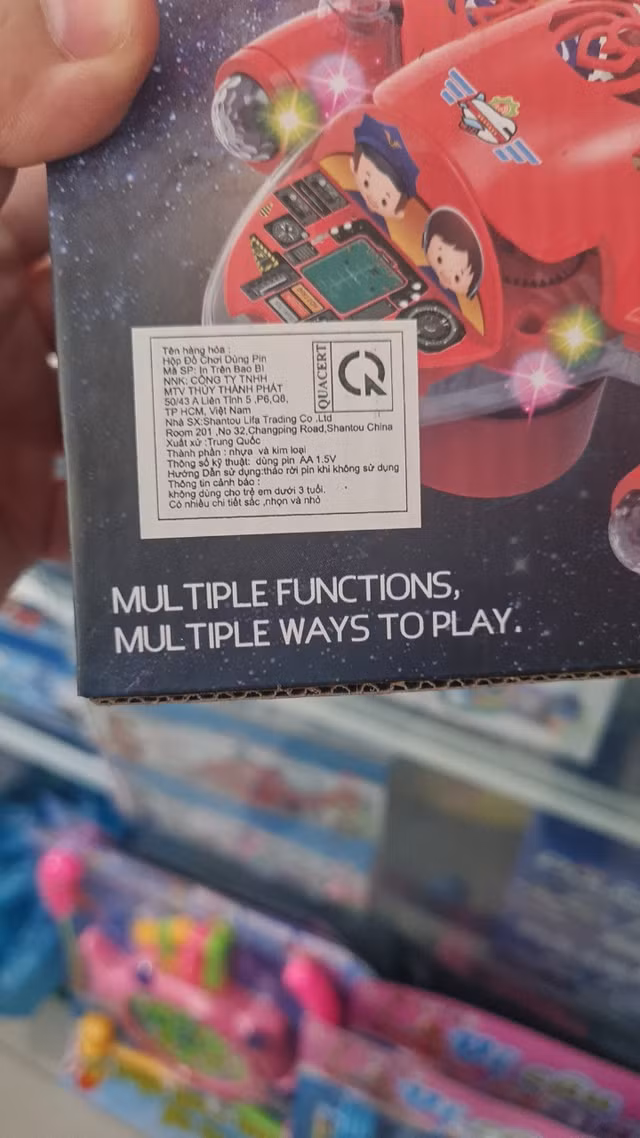 Tên hàng hóa :
Hộp Đồ Chơi Dùng Pin
Mã SP: In Trên Bao Bì
NNK: CÔNG TY TNHH
MTV THỦY THÀNH PHÁT
50/43 A Liên Tỉnh 5 ,P6,Q8,
TP HCM, Việt Nam
Nhà SX:Shantou Lifa Trading Co .Ltd
Room 201 ,No 32,Changping Road,Shantou China
Xuất xứ :Trung Quốc
Thành phần : nhựa và kim loại
Thông số kỹ thuật: dùng pin AA 1.5V
Hướng Dẫn sử dụng:tháo rời pin khi không sử dụng
Thông tin cảnh báo :
không dùng cho trẻ em dưới 3 tuổi.
Có nhiều chi tiết sắc ,nhọn và nhỏ
QUACERT
MULTIPLE FUNCTIONS,
MULTIPLE WAYS TO PLAY.